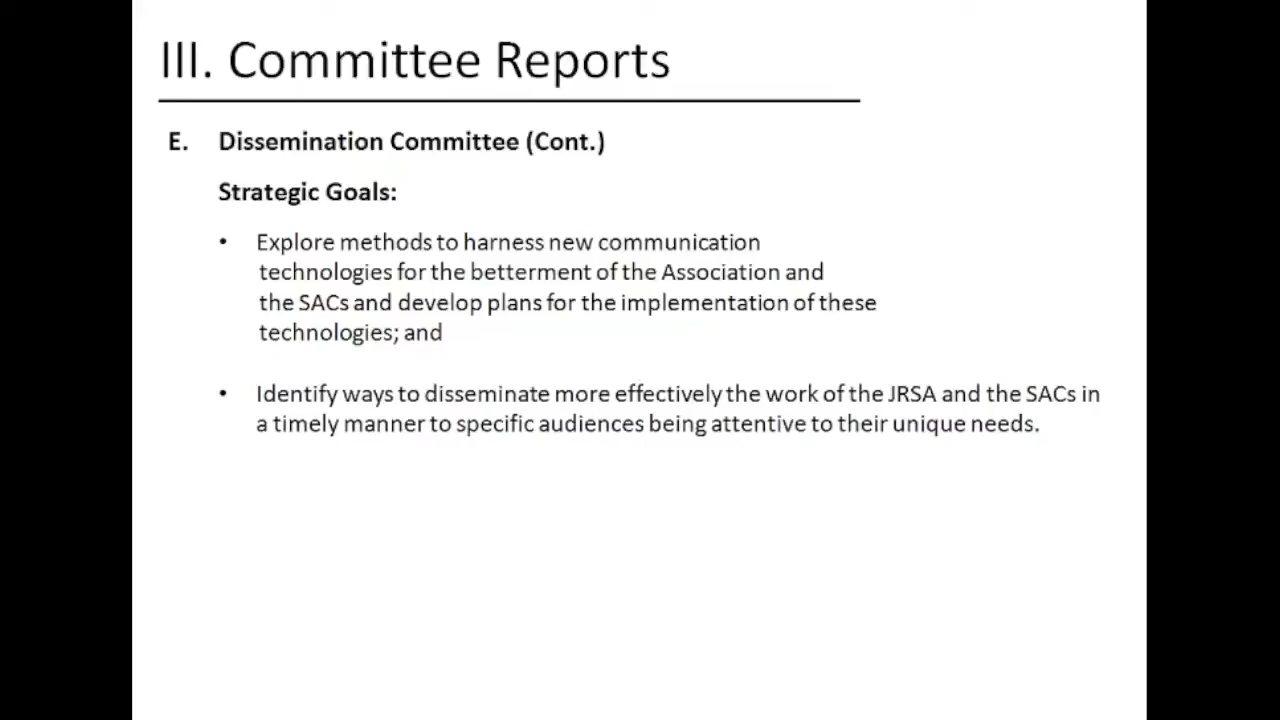 III. Committee Reports
E. Dissemination Committee (Cont.)
Strategic Goals:
• Explore methods to harness new communication
technologies for the betterment of the Association and
the SACs and develop plans for the implementation of these
technologies; and
• Identify ways to disseminate more effectively the work of the JRSA and the SACs in
a timely manner to specific audiences being attentive to their unique needs.